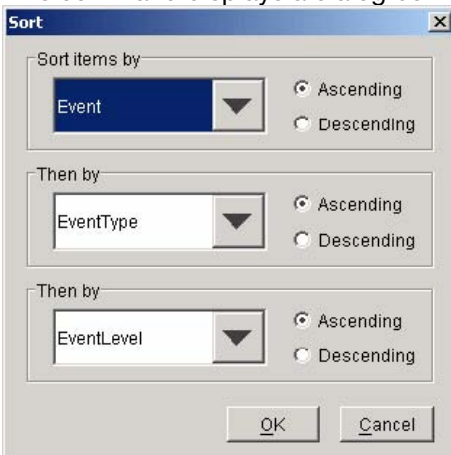 Sort
Sort items by
Event
Ascending
Descending
Then by
EventType
Ascending
Descending
Then by
EventLevel
Ascending
Descending
OK
Cancel